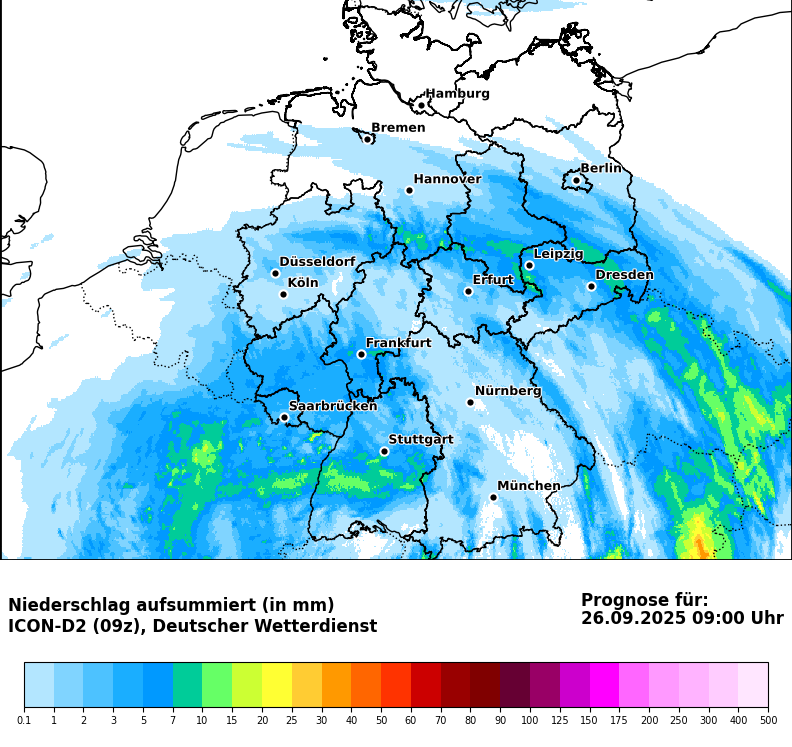 Hamburg
Bremen
Berlin
Hannover
Leipzig
Düsseldorf
Dresden
Erfurt
Köln
Frankfurt
Nürnberg
Saarbrücken
Stuttgart
München
Niederschlag aufsummiert (in mm)
ICON-D2 (09z), Deutscher Wetterdienst
Prognose für:
26.09.2025 09:00 Uhr
0.1 1 2 3 5 7 10 15 20 25 30 40 50 60 70 80 90 100 125 150 175 200 250 300 400 500